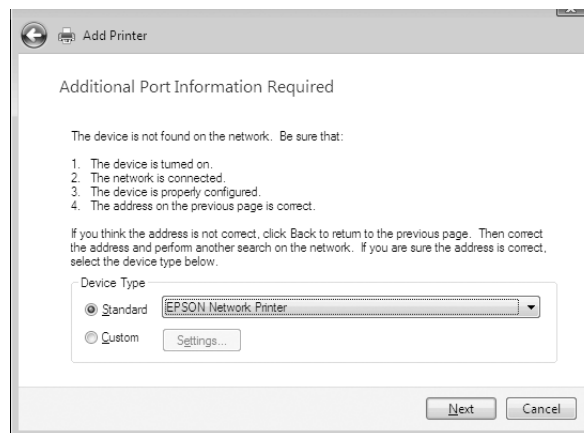 Add Printer
Additional Port Information Required
The device is not found on the network. Be sure that:
1. The device is turned on.
2. The network is connected.
3. The device is properly configured.
4. The address on the previous page is correct.
If you think the address is not correct, click Back to return to the previous page. Then correct
the address and perform another search on the network. If you are sure the address is correct,
select the device type below.
Device Type
Standard EPSON Network Printer
Custom Settings...
Next Cancel